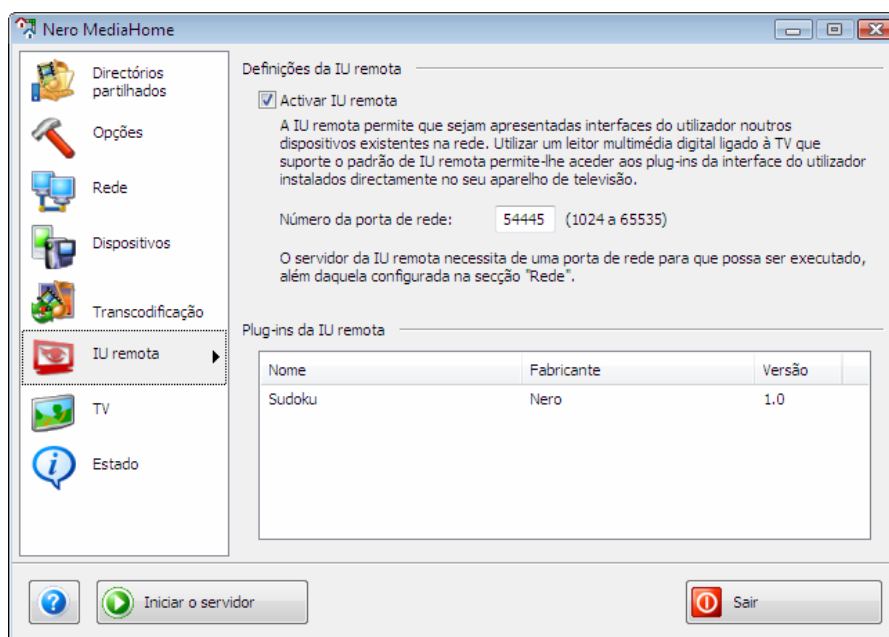 Nero MediaHome
Directórios
partilhados
Opções
Rede
Dispositivos
Transcodificação
IU remota
TV
Estado
Definições da IU remota
Activar IU remota
A IU remota permite que sejam apresentadas interfaces do utilizador noutros
dispositivos existentes na rede. Utilizar um leitor multimédia digital ligado à TV que
suporte o padrão de IU remota permite-lhe aceder aos plug-ins da interface do utilizador
instalados directamente no seu aparelho de televisão.
Número da porta de rede: 54445 (1024 a 65535)
O servidor da IU remota necessita de uma porta de rede para que possa ser executado,
além daquela configurada na secção "Rede".
Plug-ins da IU remota
Nome Fabricante Versão
Sudoku Nero 1.0
Iniciar o servidor
Sair